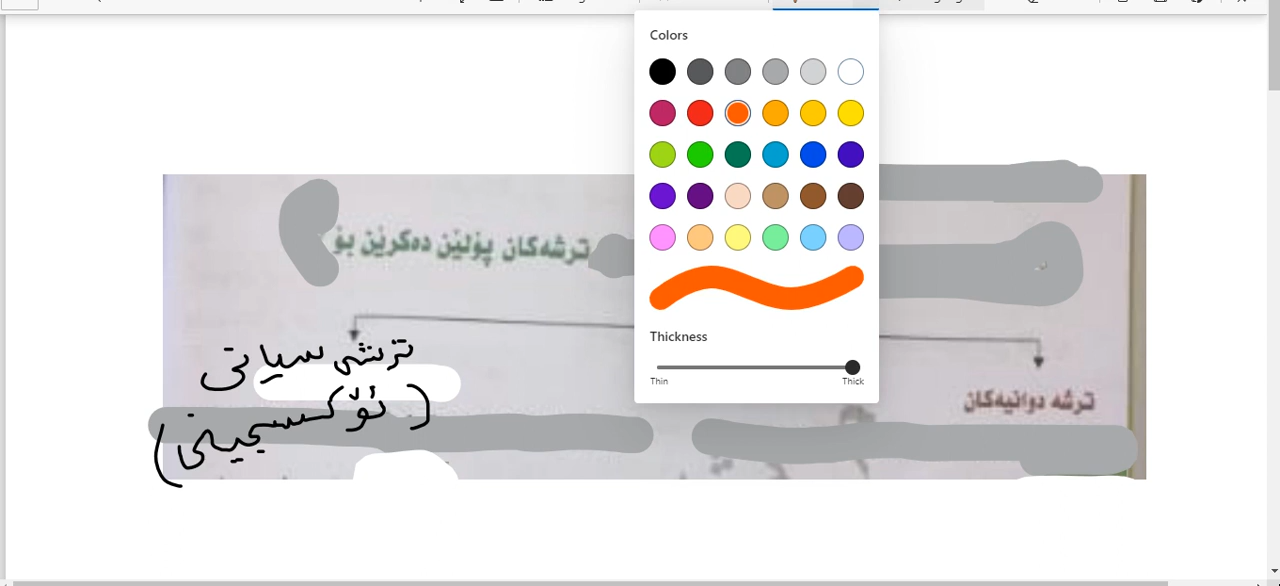 Colors
Thickness
Thin Thick
ترشەکان پۆلێن دەکرێن بۆ
ترشە دوانیەکان
ترشی سیاتی
(ئۆکسجینی)